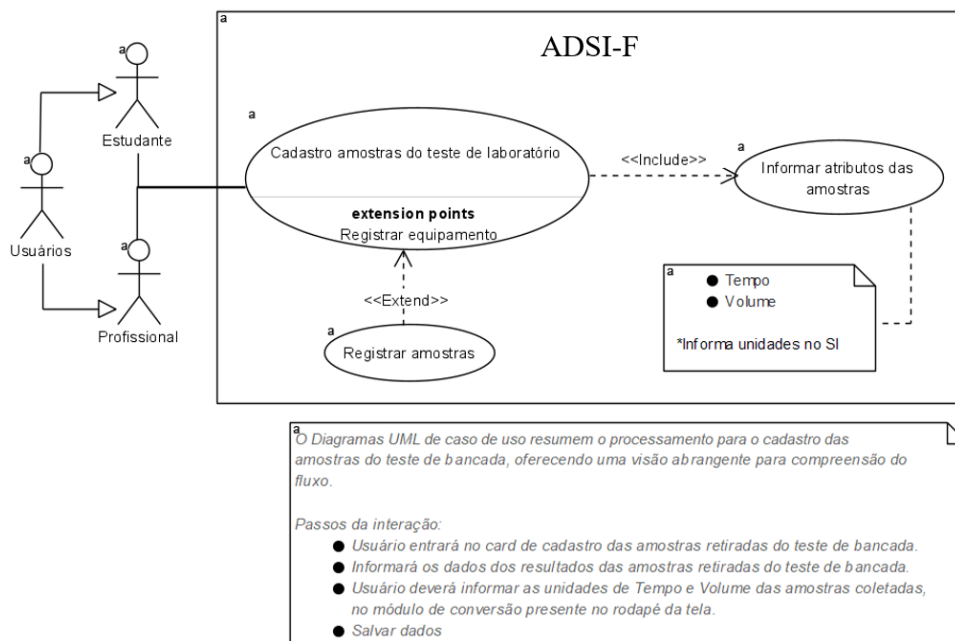 a
ADSI-F
a
Estudante
a
Usuários
a
Profissional
a
Cadastro amostras do teste de laboratório
extension points
Registrar equipamento
<<Include>>
a
Informar atributos das
amostras
<<Extend>>
a
Registrar amostras
a
● Tempo
● Volume
*Informa unidades no SI
a
O Diagramas UML de caso de uso resumem o processamento para o cadastro das
amostras do teste de bancada, oferecendo uma visão abrangente para compreensão do
fluxo.
Passos da interação:
● Usuário entrará no card de cadastro das amostras retiradas do teste de bancada.
● Informará os dados dos resultados das amostras retiradas do teste de bancada.
● Usuário deverá informar as unidades de Tempo e Volume das amostras coletadas,
no módulo de conversão presente no rodapé da tela.
● Salvar dados